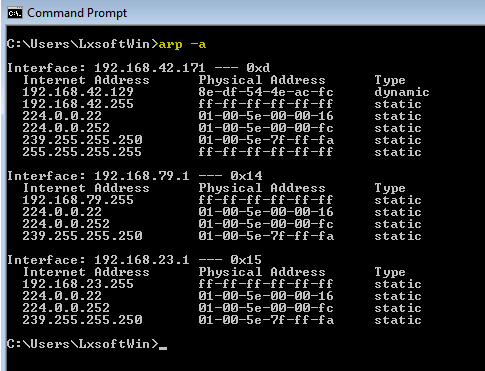 Command Prompt
C:\Users\LxsoftWin>arp -a
Interface: 192.168.42.171 --- 0xd
Internet Address Physical Address Type
192.168.42.129 8e-df-54-4e-ac-fc dynamic
192.168.42.255 ff-ff-ff-ff-ff-ff static
224.0.0.22 01-00-5e-00-00-16 static
224.0.0.252 01-00-5e-00-00-fc static
239.255.255.250 01-00-5e-7f-ff-fa static
255.255.255.255 ff-ff-ff-ff-ff-ff static
Interface: 192.168.79.1 --- 0x14
Internet Address Physical Address Type
192.168.79.255 ff-ff-ff-ff-ff-ff static
224.0.0.22 01-00-5e-00-00-16 static
224.0.0.252 01-00-5e-00-00-fc static
239.255.255.250 01-00-5e-7f-ff-fa static
Interface: 192.168.23.1 --- 0x15
Internet Address Physical Address Type
192.168.23.255 ff-ff-ff-ff-ff-ff static
224.0.0.22 01-00-5e-00-00-16 static
224.0.0.252 01-00-5e-00-00-fc static
239.255.255.250 01-00-5e-7f-ff-fa static
C:\Users\LxsoftWin>_